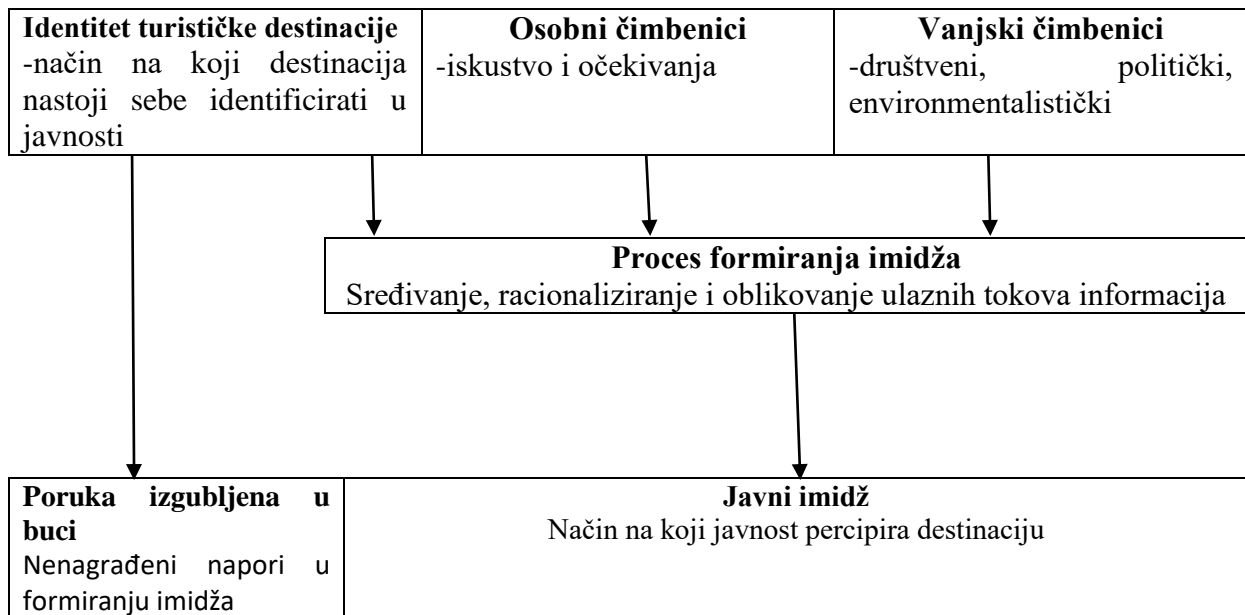 Identitet turističke destinacije
-način na koji destinacija
nastoji sebe identificirati u
javnosti
Osobni čimbenici
-iskustvo i očekivanja
Vanjski čimbenici
-društveni, politički,
environmentalistički
Proces formiranja imidža
Sređivanje, racionaliziranje i oblikovanje ulaznih tokova informacija
Poruka izgubljena u
buci
Nenagrađeni napori u
formiranju imidža
Javni imidž
Način na koji javnost percipira destinaciju